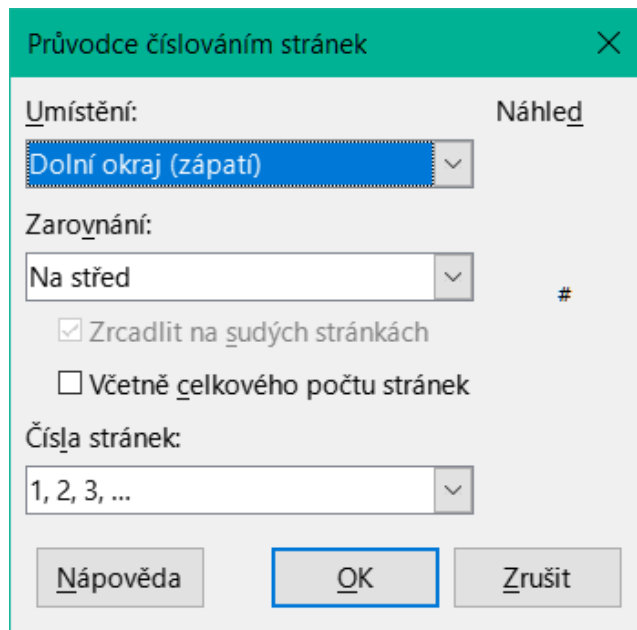 Průvodce číslováním stránek
Umístění:
Náhled
Dolní okraj (zápatí)
Zarovnání:
Na střed
#
Zrcadlit na sudých stránkách
Včetně celkového počtu stránek
Čísla stránek:
1, 2, 3, ...
Nápověda
OK
Zrušit